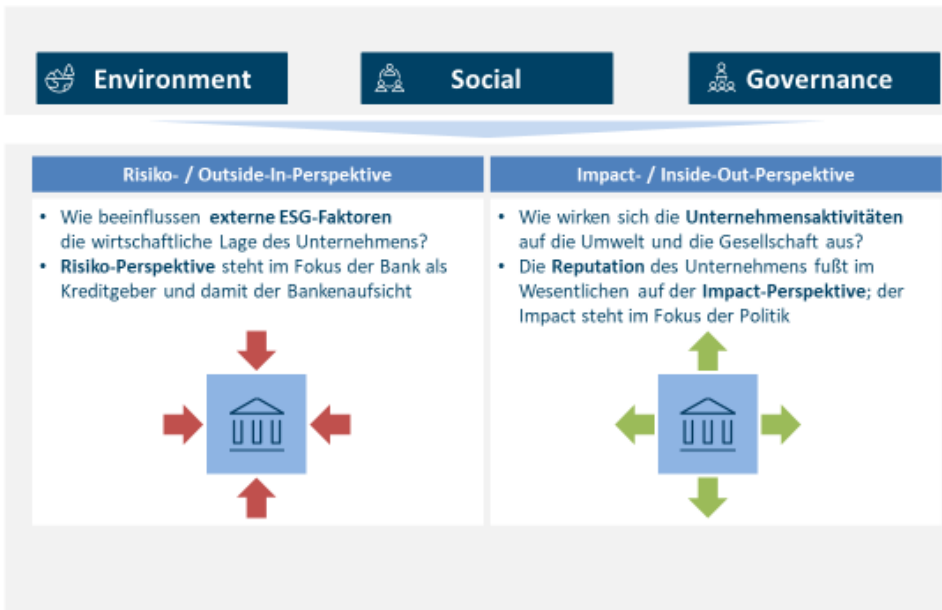 Environment
Social
Governance
Risiko- / Outside-In-Perspektive
• Wie beeinflussen externe ESG-Faktoren
die wirtschaftliche Lage des Unternehmens?
• Risiko-Perspektive steht im Fokus der Bank als
Kreditgeber und damit der Bankenaufsicht
Impact- / Inside-Out-Perspektive
• Wie wirken sich die Unternehmensaktivitäten
auf die Umwelt und die Gesellschaft aus?
• Die Reputation des Unternehmens fußt im
Wesentlichen auf der Impact-Perspektive; der
Impact steht im Fokus der Politik